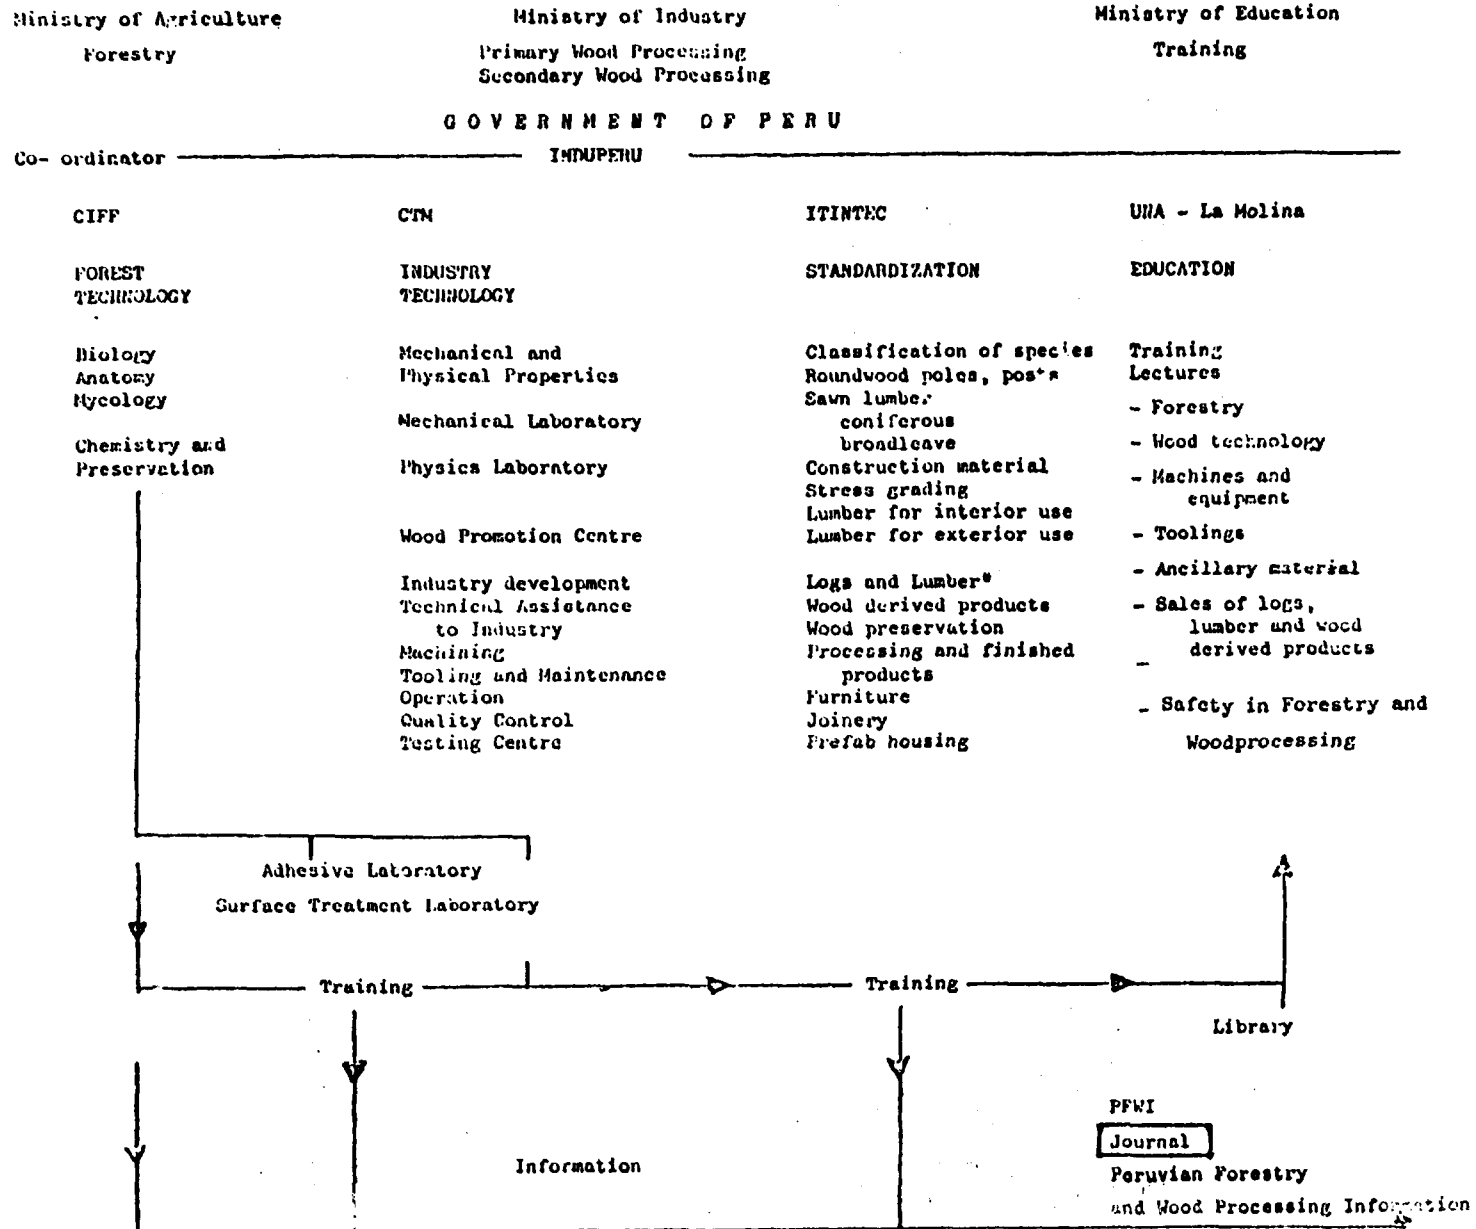 Ministry of Agriculture
Forestry
Ministry of Industry
Primary Wood Processing
Secondary Wood Processing
Ministry of Education
Training
GOVERNMENT OF PERU
Co- ordinator
INDUPERU
CIFF
FOREST
TECHNOLOGY
Biology
Anatomy
Mycology
Chemistry and
Preservation
CTM
INDUSTRY
TECHNOLOGY
Mechanical and
Physical Properties
Mechanical Laboratory
Physics Laboratory
Wood Promotion Centre
Industry development
Technical Assistance
to Industry
Machining
Tooling and Maintenance
Operation
Quality Control
Testing Centre
ITINTEC
STANDARDIZATION
Classification of species
Roundwood poles, posts
Sawn lumber
coniferous
broadleave
Construction material
Stress grading
Lumber for interior use
Lumber for exterior use
Logs and Lumber*
Wood derived products
Wood preservation
Processing and finished
products
Furniture
Joinery
Prefab housing
UNA - La Molina
EDUCATION
Training
Lectures
- Forestry
- Wood technology
- Machines and
equipment
- Toolings
- Ancillary material
- Sales of logs,
lumber and wood
derived products
-
- Safety in Forestry and
Woodprocessing
Adhesive Laboratory
Surface Treatment Laboratory
Training
Training
Library
Information
PFWI
Journal
Peruvian Forestry
and Wood Processing Information